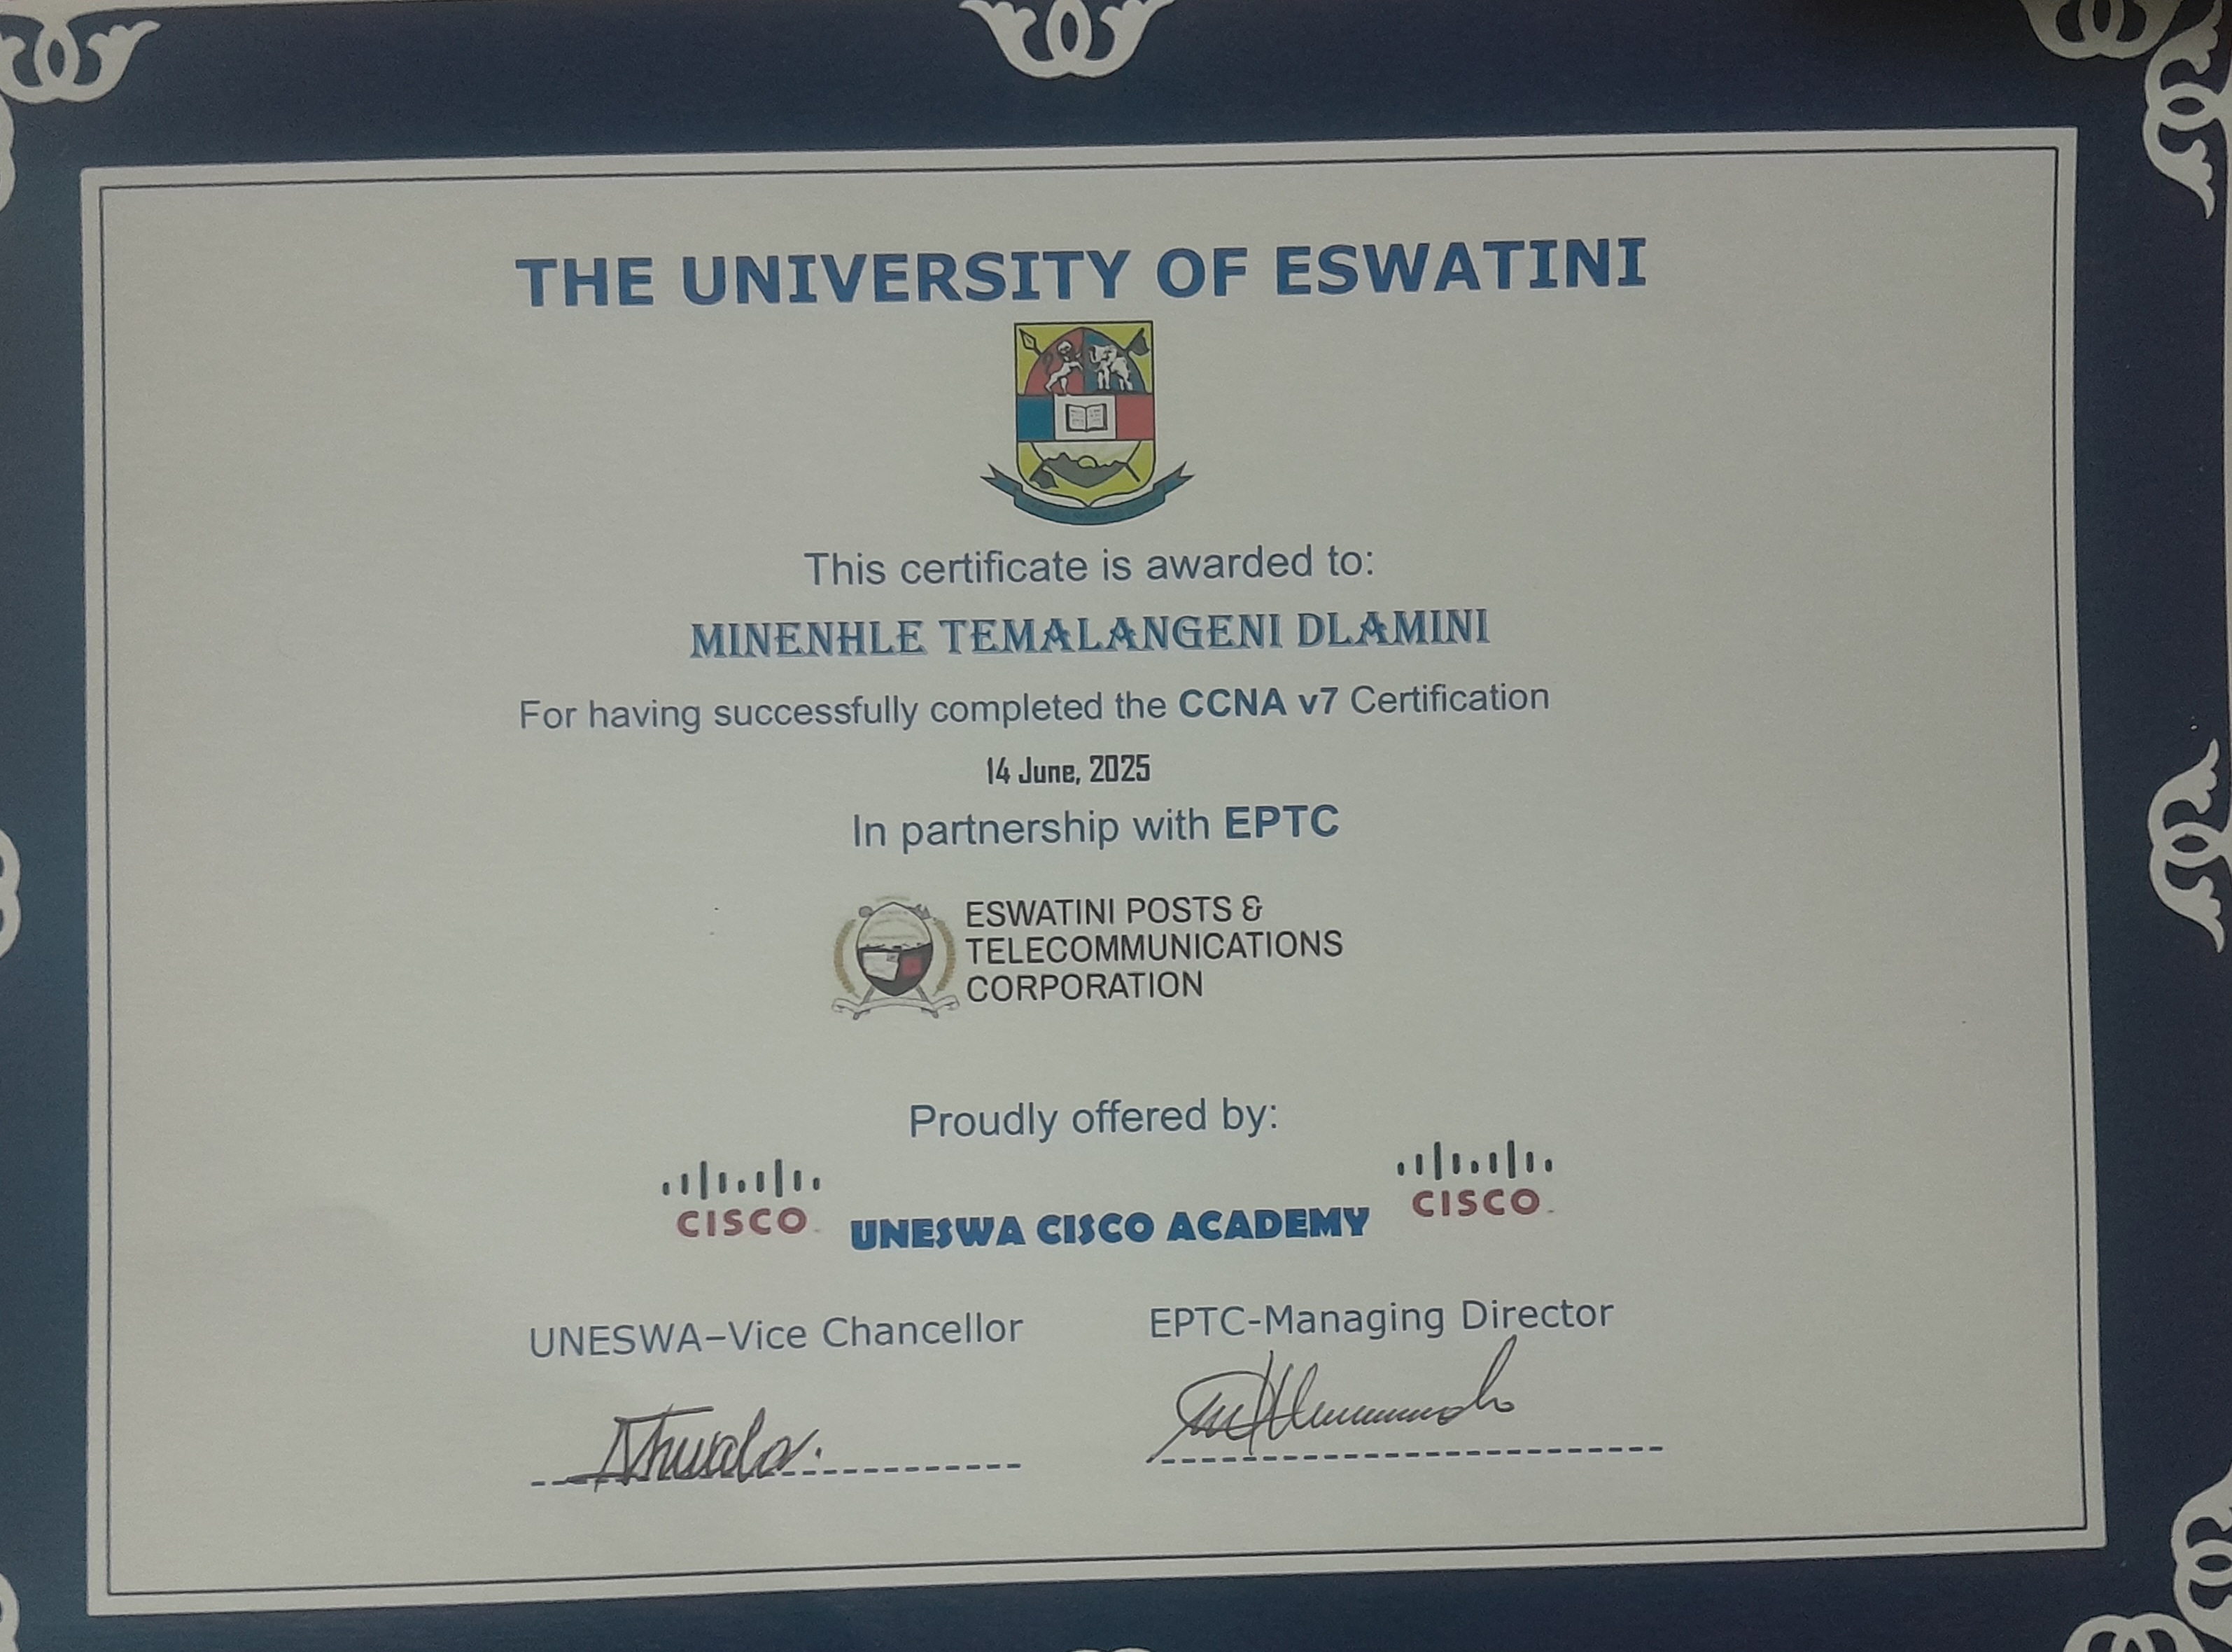 THE UNIVERSITY OF ESWATINI
This certificate is awarded to:
MINENHLE TEMALANGENI DLAMINI
For having successfully completed the CCNA v7 Certification
14 June, 2025
In partnership with EPTC
ESWATINI POSTS &
TELECOMMUNICATIONS
CORPORATION
Proudly offered by:
CISCO
UNESWA CISCO ACADEMY
CISCO
UNESWA–Vice Chancellor
EPTC-Managing Director